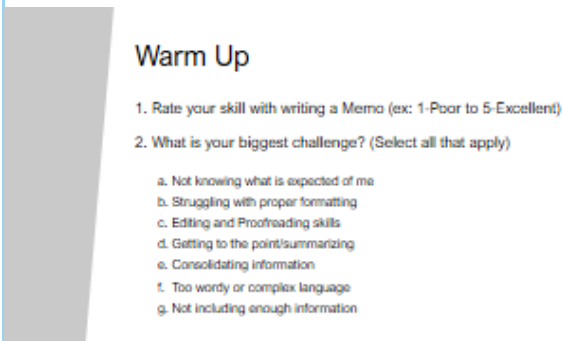 Warm Up
1. Rate your skill with writing a Memo (ex: 1-Poor to 5-Excellent)
2. What is your biggest challenge? (Select all that apply)
a. Not knowing what is expected of me
b. Struggling with proper formatting
c. Editing and Proofreading skills
d. Getting to the point/summarizing
e. Consolidating information
f. Too wordy or complex language
g. Not including enough information